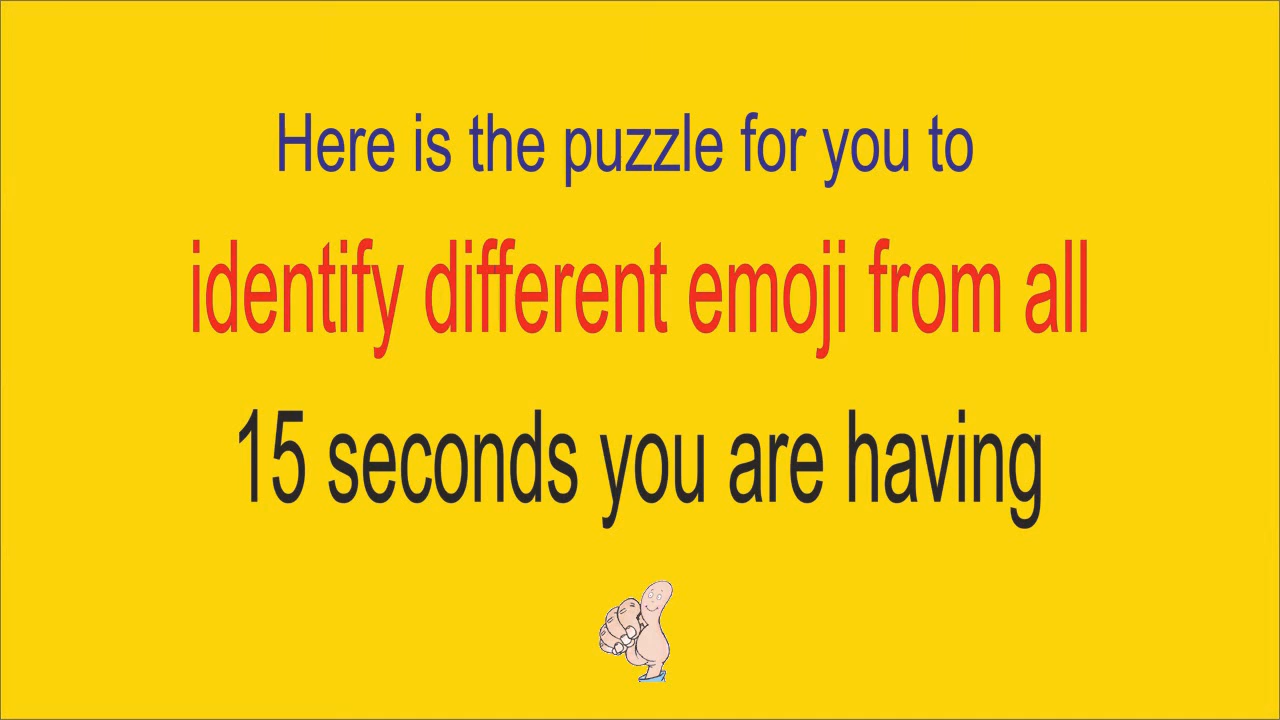 Here is the puzzle for you to
identify different emoji from all
15 seconds you are having